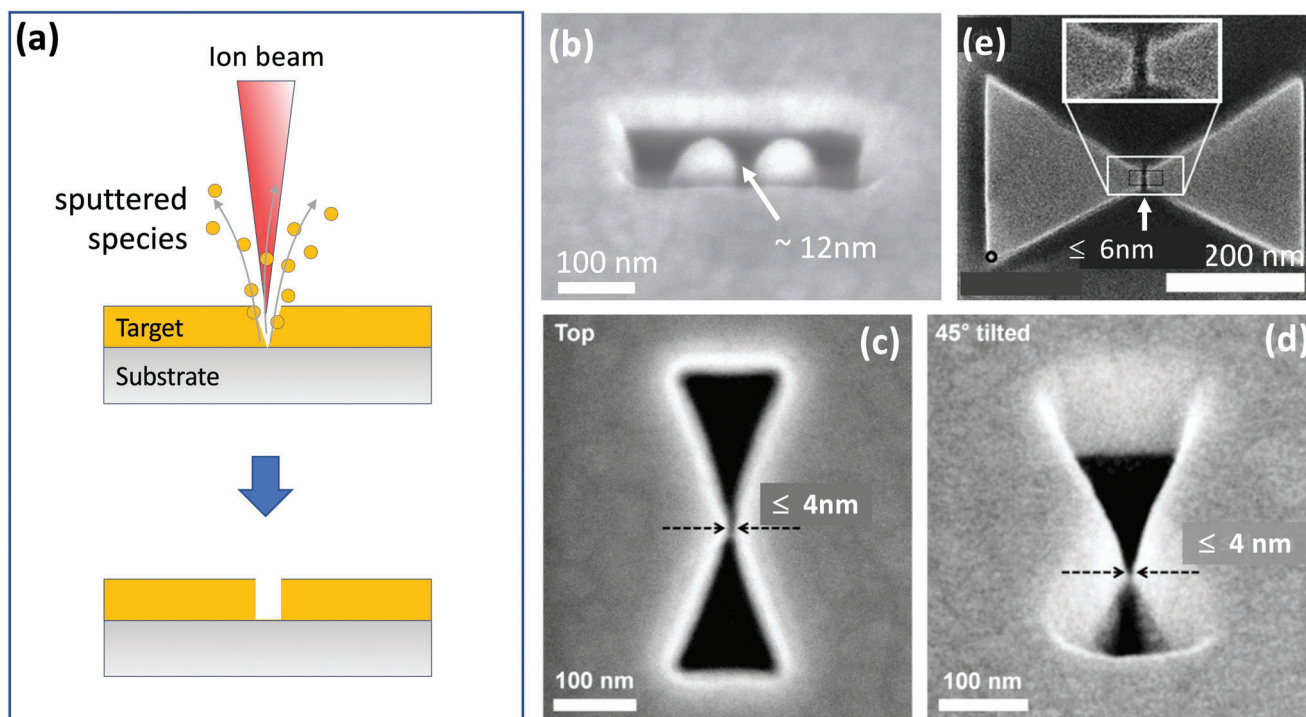 (a)
Ion beam
sputtered
species
Target
Substrate
(b)
~ 12nm
100 nm
(e)
≤ 6nm
200 nm
Top
(c)
≤ 4nm
100 nm
45° tilted
(d)
≤ 4 nm
100 nm